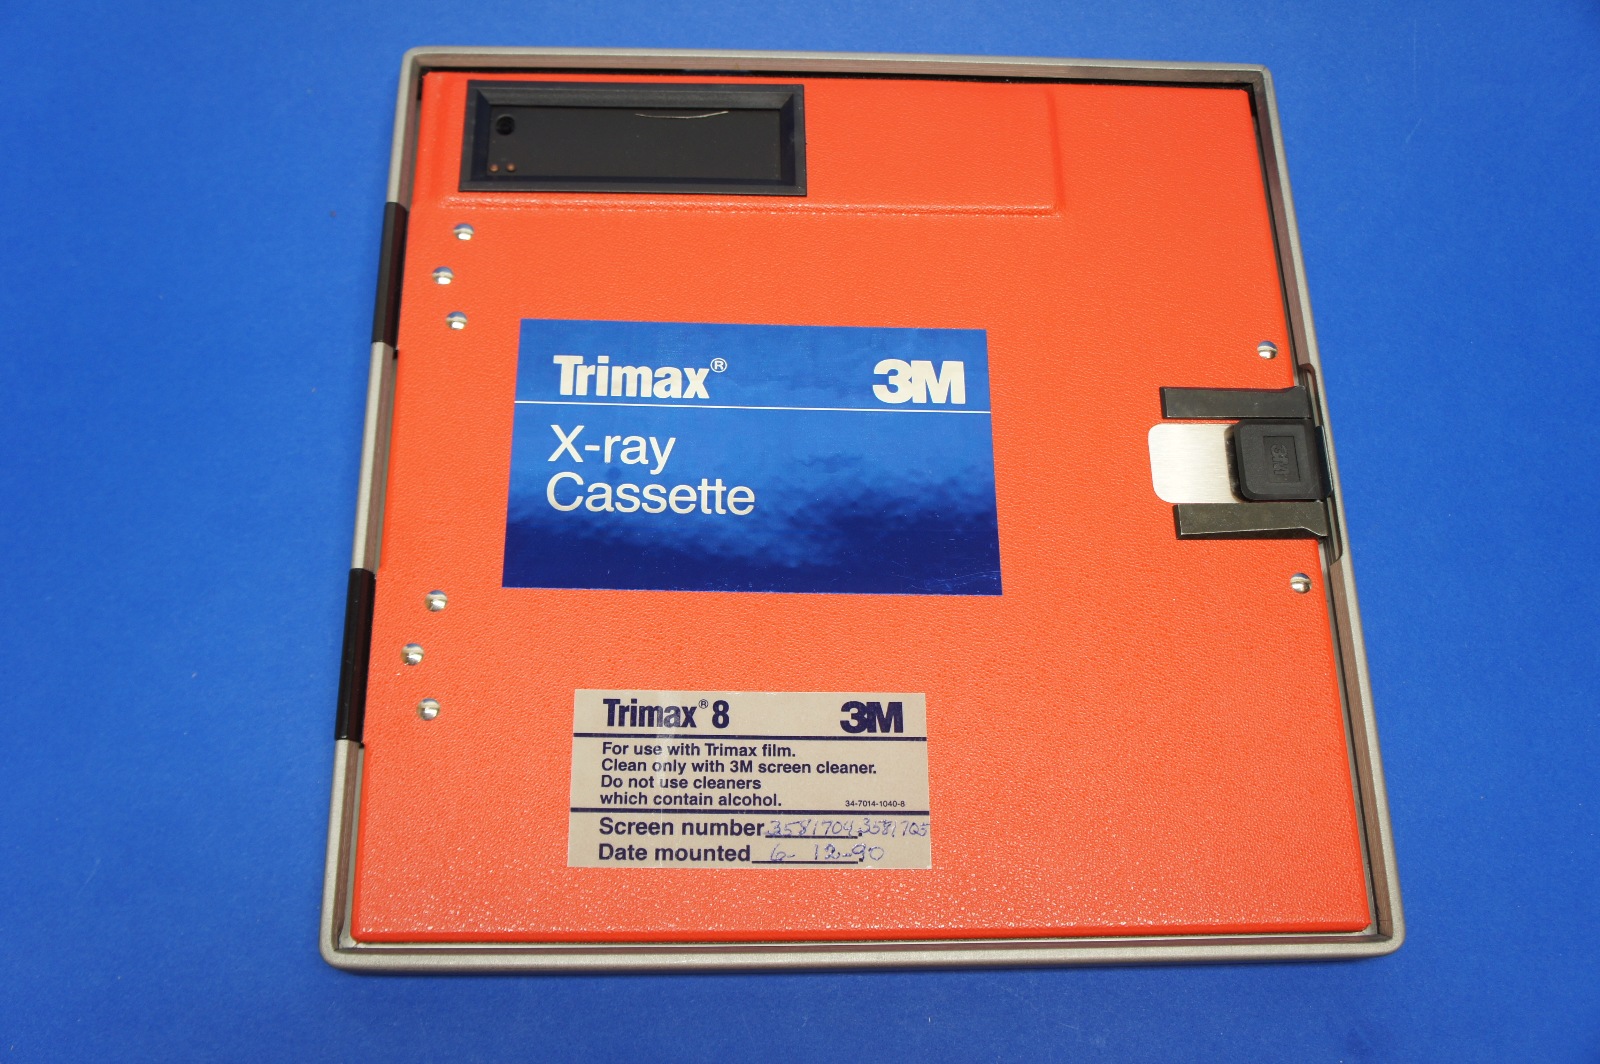 Trimax® 3M
X-ray
Cassette
3M
Trimax® 8 3M
For use with Trimax film.
Clean only with 3M screen cleaner.
Do not use cleaners
which contain alcohol. 34-7014-1040-8
Screen number 3581704 3581705
Date mounted 6-12-90